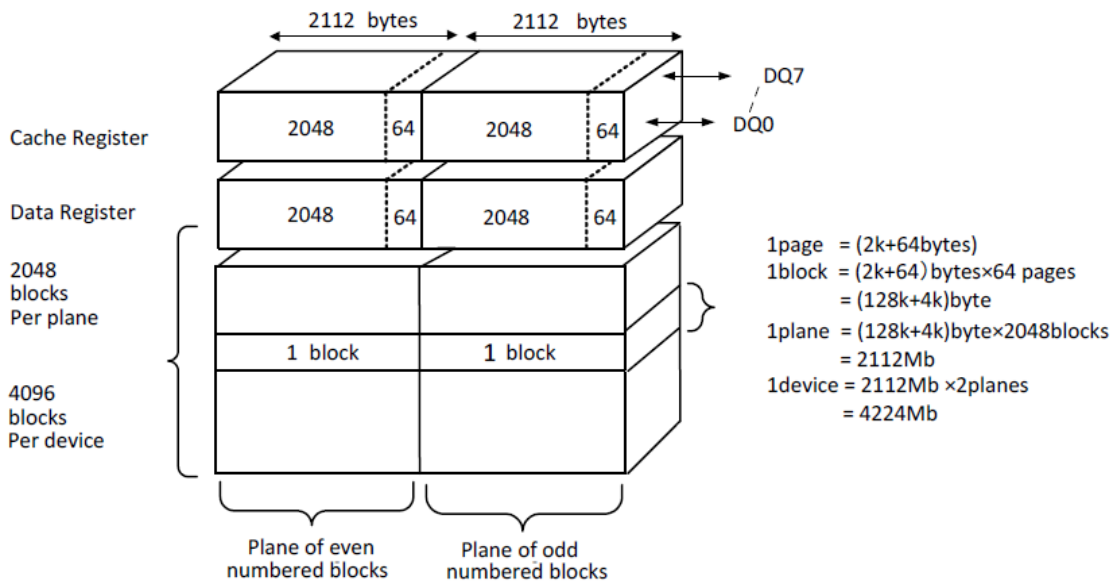 2112 bytes
2112 bytes
DQ7
DQ0
Cache Register
2048
64
2048
64
Data Register
2048
64
2048
64
2048
blocks
Per plane
4096
blocks
Per device
1 block
1 block
1page = (2k+64bytes)
1block = (2k+64)bytes×64 pages
= (128k+4k)byte
1plane = (128k+4k)byte×2048blocks
= 2112Mb
1device = 2112Mb ×2planes
= 4224Mb
Plane of even
numbered blocks
Plane of odd
numbered blocks